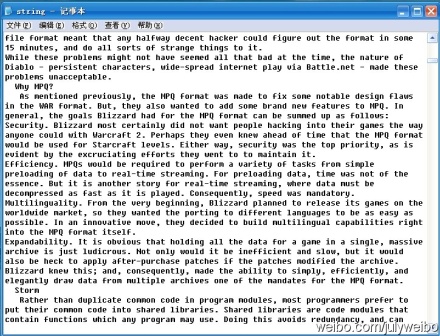 string - 记事本
文件(F) 编辑(E) 格式(O) 查看(V) 帮助(H)
file format meant that any halfway decent hacker could figure out the format in some
15 minutes, and do all sorts of strange things to it.
While these problems might not have seemed all that bad at the time, the nature of
Diablo - persistent characters, wide-spread internet play via Battle.net - made these
problems unacceptable.
Why MPQ?
As mentioned previously, the MPQ format was made to fix some notable design flaws
in the WAR format. But, they also wanted to add some brand new features to MPQ. In
general, the goals Blizzard had for the MPQ format can be summed up as follows:
Security. Blizzard most certainly did not want people hacking into their games the way
anyone could with Warcraft 2. Perhaps they even knew ahead of time that the MPQ format
would be used for Starcraft levels. Either way, security was the top priority, as is
evident by the excruciating efforts they went to to maintain it.
Efficiency. MPQs would be required to perform a variety of tasks from simple
preloading of data to real-time streaming. For preloading data, time was not of the
essence. But it is another story for real-time streaming, where data must be
decompressed as fast as it is played. Consequently, speed was mandatory.
Multilinguality. From the very beginning, Blizzard planned to release its games on the
worldwide market, so they wanted the porting to different languages to be as easy as
possible. In an innovative move, they decided to build multilingual capabilities right
into the MPQ format itself.
Expandability. It is obvious that holding all the data for a game in a single, massive
archive is just ludicrous. Not only would it be inefficient and slow, but it would
also be heck to apply after-purchase patches if the patches modified the archive.
Blizzard knew this; and, consequently, made the ability to simply, efficiently, and
elegantly draw data from multiple archives one of the mandates for the MPQ format.
Storm
Rather than duplicate common code in program modules, most programmers prefer to
put their common code into shared libraries. Shared libraries are code modules that
contain functions which any program may use. Doing this avoids redundancy, and can
weibo.com/julyweibo